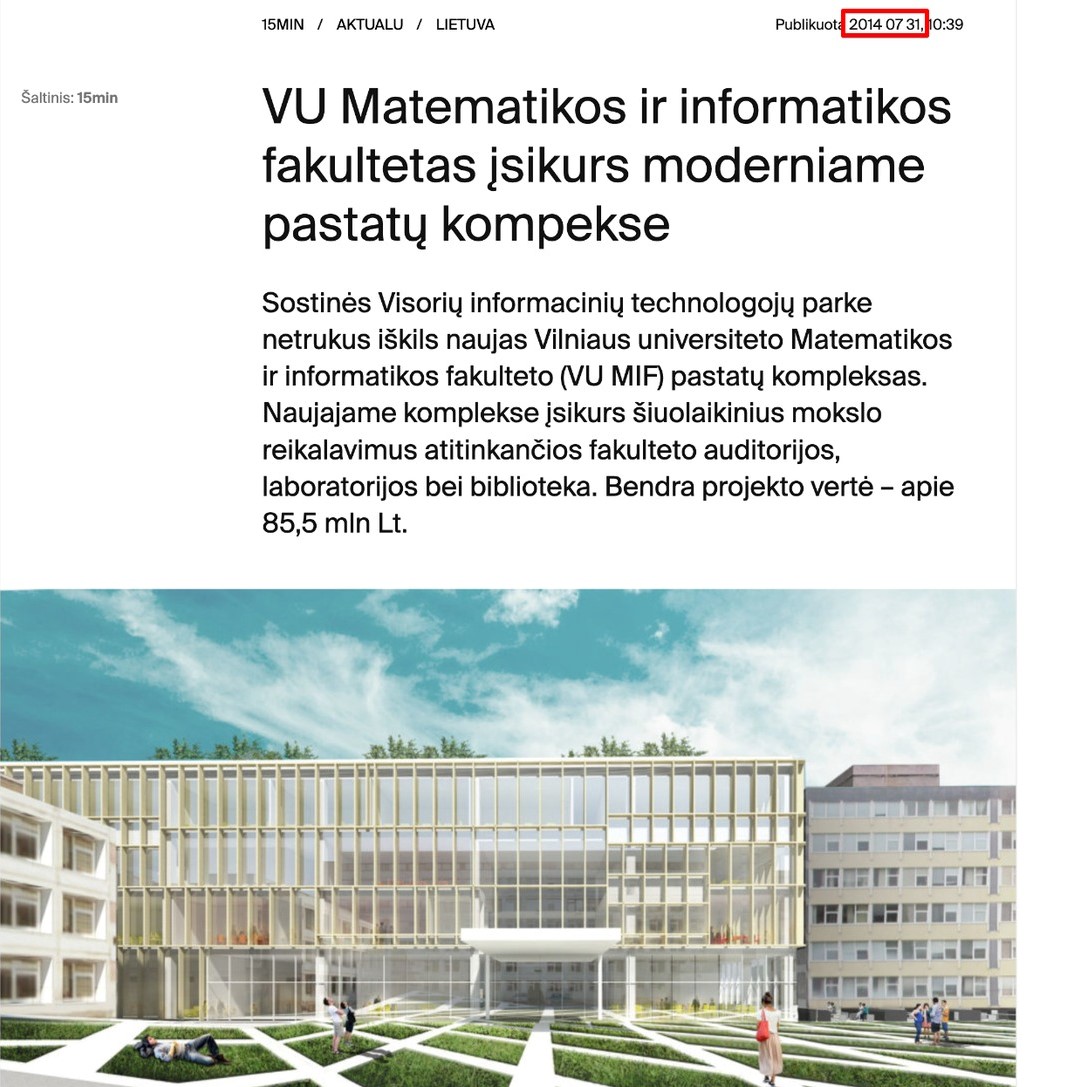 15MIN / AKTUALU / LIETUVA
Publikuota 2014 07 31, 10:39
Šaltinis: 15min
VU Matematikos ir informatikos
fakultetas įsikurs moderniame
pastatų kompekse
Sostinės Visorių informacinių technologojų parke
netrukus iškils naujas Vilniaus universiteto Matematikos
ir informatikos fakulteto (VU MIF) pastatų kompleksas.
Naujajame komplekse įsikurs šiuolaikinius mokslo
reikalavimus atitinkančios fakulteto auditorijos,
laboratorijos bei biblioteka. Bendra projekto vertė – apie
85,5 mln Lt.